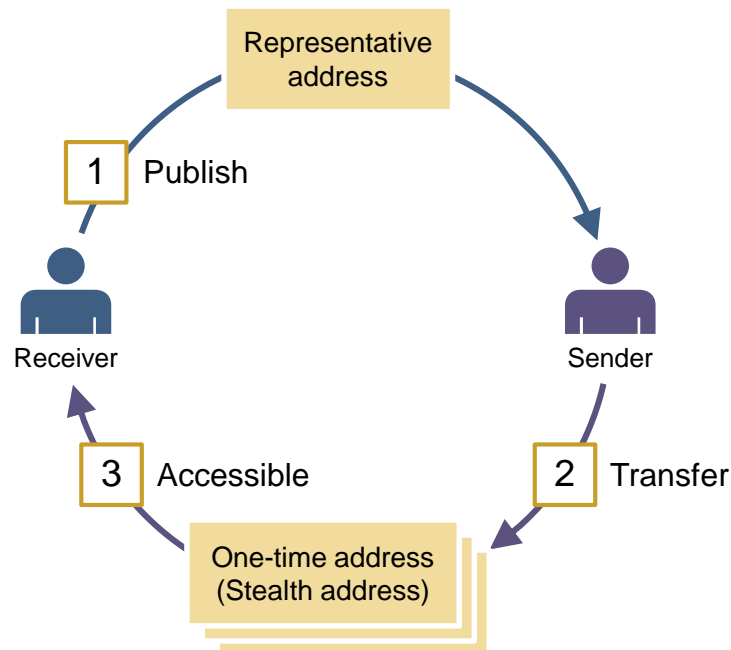 Representative
address
1 Publish
Receiver
Sender
3 Accessible
2 Transfer
One-time address
(Stealth address)